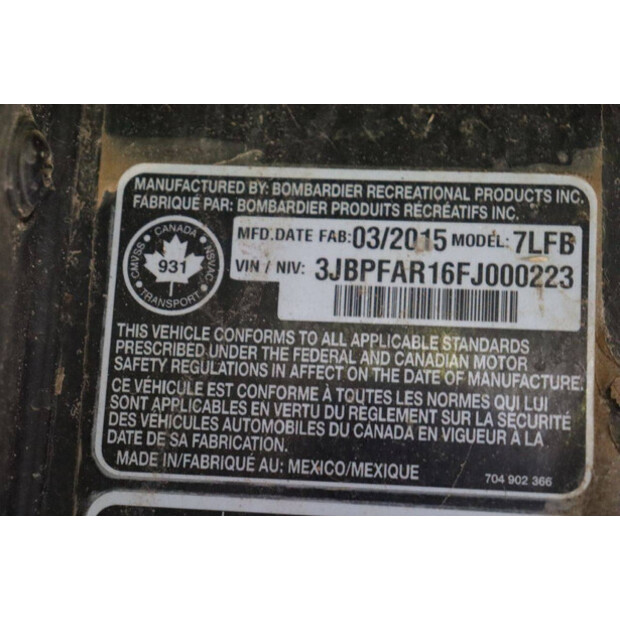 MANUFACTURED BY: BOMBARDIER RECREATIONAL PRODUCTS INC.
FABRIQUÉ PAR: BOMBARDIER PRODUITS RÉCRÉATIFS INC.
CANADA
CMVSS
NSVAC
931
TRANSPORT
MFD.DATE FAB: 03/2015 MODEL: 7LFB
VIN / NIV: 3JBPFAR16FJ000223
THIS VEHICLE CONFORMS TO ALL APPLICABLE STANDARDS
PRESCRIBED UNDER THE FEDERAL AND CANADIAN MOTOR
SAFETY REGULATIONS IN AFFECT ON THE DATE OF MANUFACTURE.
CE VÉHICULE EST CONFORME À TOUTES LES NORMES QUI LUI
SONT APPLICABLES EN VERTU DU RÈGLEMENT SUR LA SÉCURITÉ
DES VÉHICULES AUTOMOBILES DU CANADA EN VIGUEUR À LA
DATE DE SA FABRICATION.
MADE IN/FABRIQUÉ AU: MEXICO/MEXIQUE
704 902 366